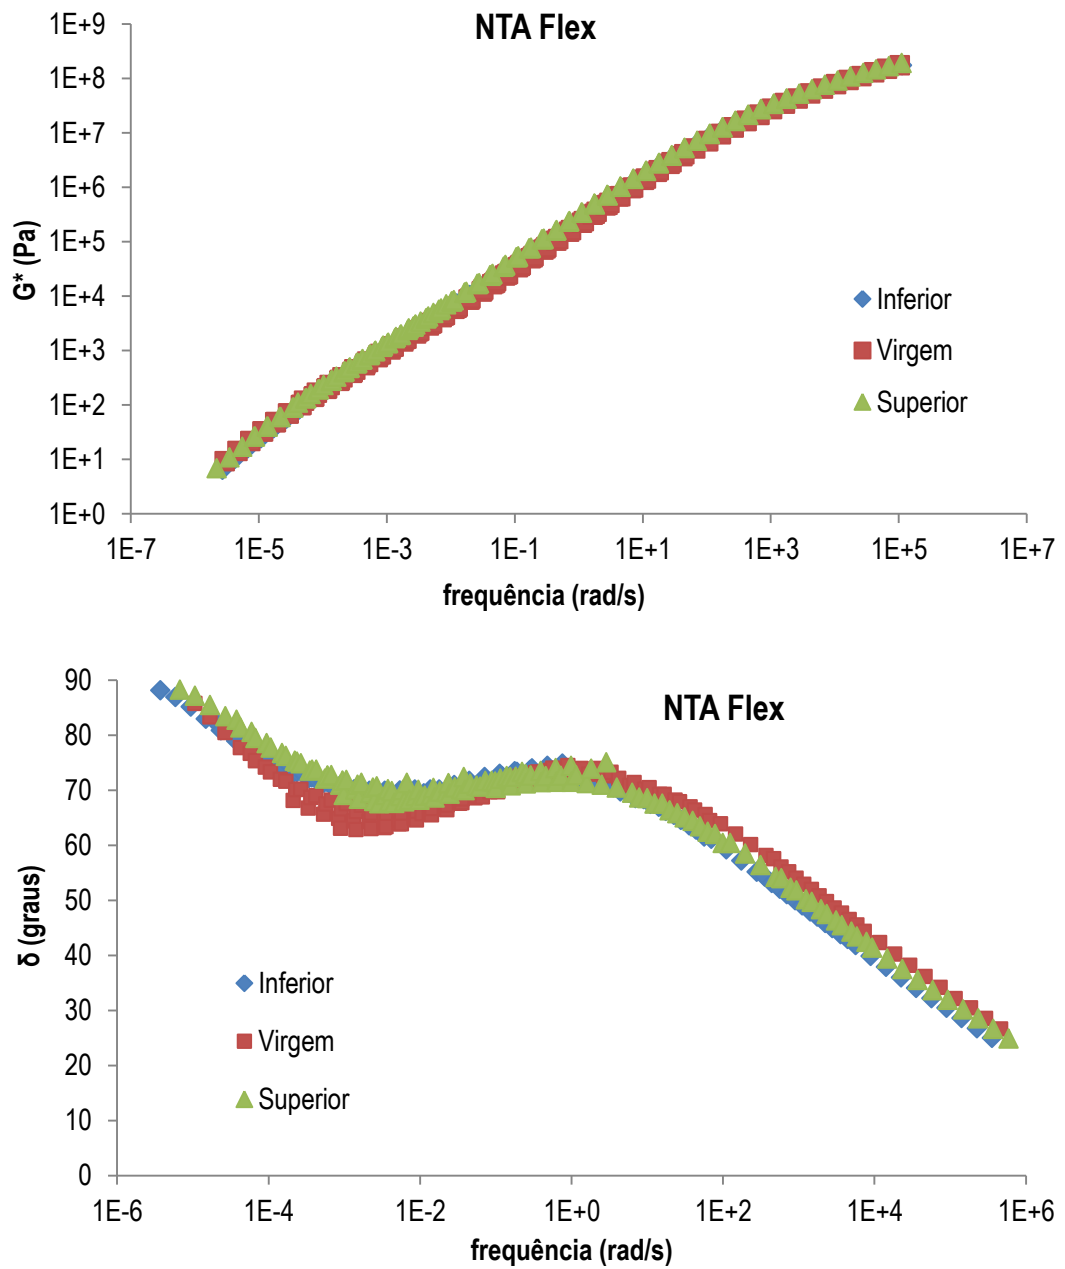 NTA Flex
1E+9
1E+8
1E+7
1E+6
1E+5
1E+4
1E+3
1E+2
1E+1
1E+0
G* (Pa)
Inferior
Virgem
Superior
1E-7
1E-5
1E-3
1E-1
1E+1
1E+3
1E+5
1E+7
frequência (rad/s)
NTA Flex
90
80
70
60
50
40
30
20
10
0
δ (graus)
Inferior
Virgem
Superior
1E-6
1E-4
1E-2
1E+0
1E+2
1E+4
1E+6
frequência (rad/s)